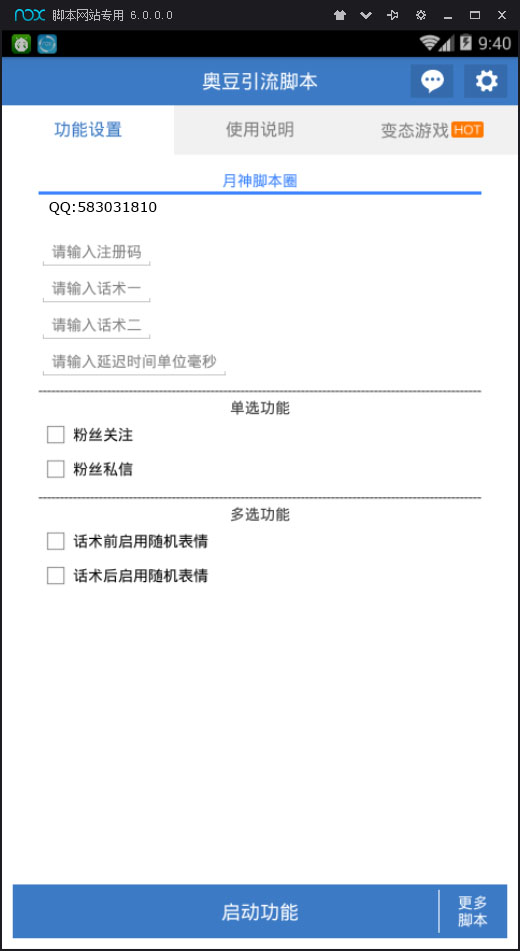 nox 脚本网站专用 6.0.0.0
9:40
奥豆引流脚本
功能设置 使用说明 变态游戏 HOT
月神脚本圈
QQ:583031810
请输入注册码
请输入话术一
请输入话术二
请输入延迟时间单位毫秒
单选功能
粉丝关注
粉丝私信
多选功能
话术前启用随机表情
话术后启用随机表情
启动功能
更多
脚本